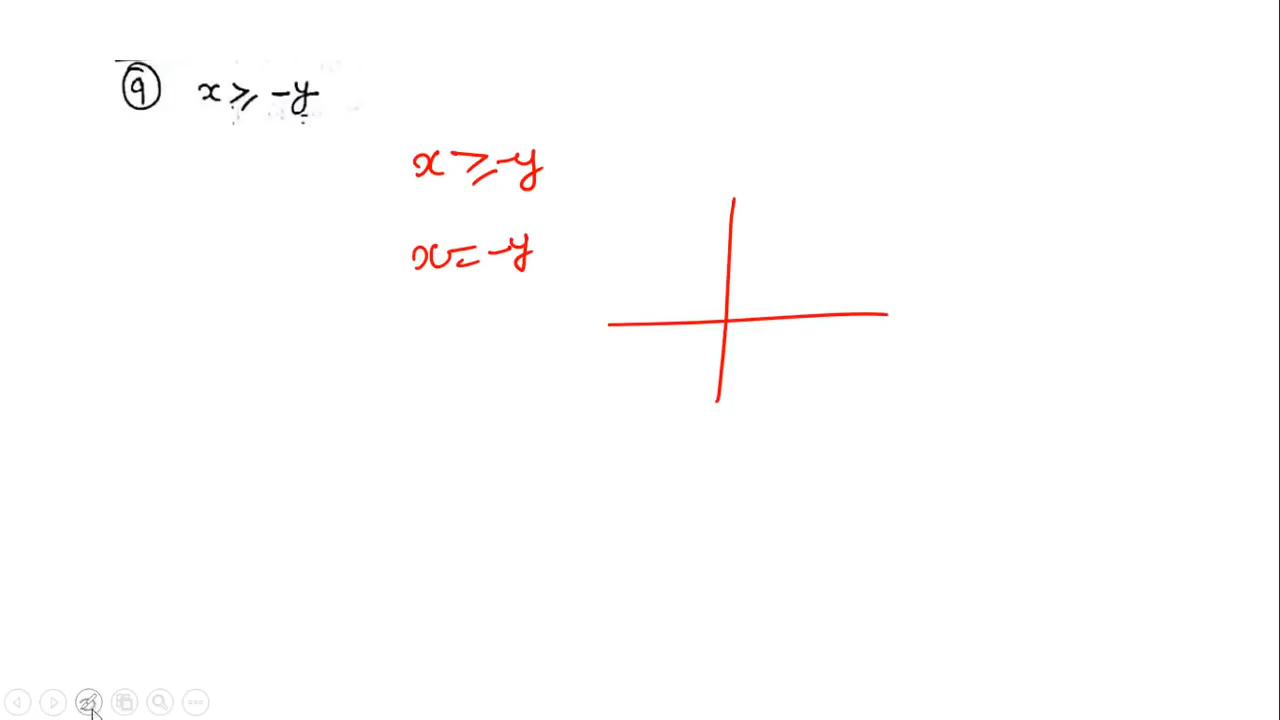 ⑨ x ⩾ -y
x ⩾ -y
x = -y